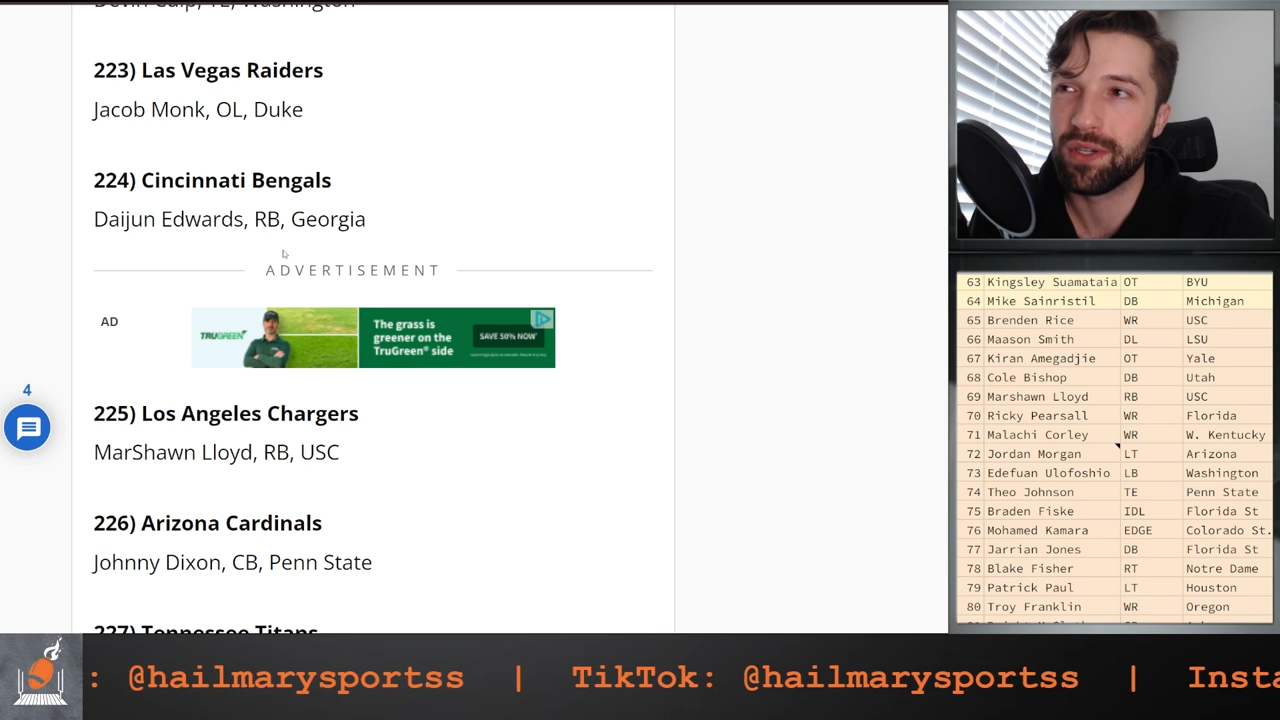 Devin Culp, TE, Washington
223) Las Vegas Raiders
Jacob Monk, OL, Duke
224) Cincinnati Bengals
Daijun Edwards, RB, Georgia
ADVERTISEMENT
AD
TRUGREEN
The grass is
greener on the
TruGreen® side
SAVE 50% NOW*
4
225) Los Angeles Chargers
MarShawn Lloyd, RB, USC
226) Arizona Cardinals
Johnny Dixon, CB, Penn State
227) Tennessee Titans
63 Kingsley Suamataia OT BYU
64 Mike Sainristil DB Michigan
65 Brenden Rice WR USC
66 Maason Smith DL LSU
67 Kiran Amegadjie OT Yale
68 Cole Bishop DB Utah
69 Marshawn Lloyd RB USC
70 Ricky Pearsall WR Florida
71 Malachi Corley WR W. Kentucky
72 Jordan Morgan LT Arizona
73 Edefuan Ulofoshio LB Washington
74 Theo Johnson TE Penn State
75 Braden Fiske IDL Florida St
76 Mohamed Kamara EDGE Colorado St.
77 Jarrian Jones DB Florida St
78 Blake Fisher RT Notre Dame
79 Patrick Paul LT Houston
80 Troy Franklin WR Oregon
: @hailmarysportss | TikTok: @hailmarysportss | Insta